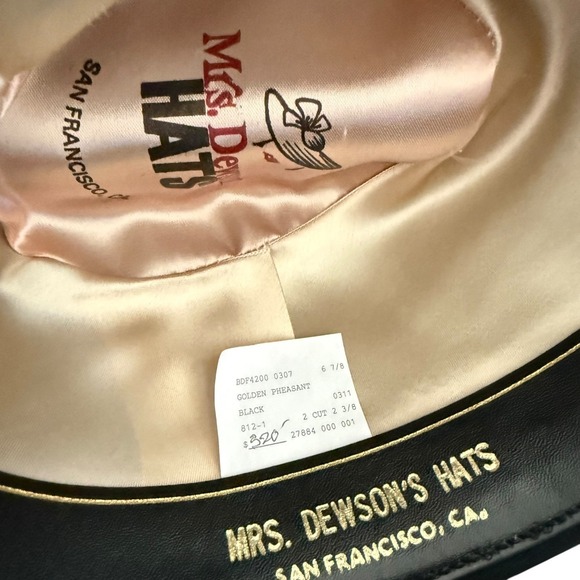 Mrs. Dew
HATS
SAN FRANCISCO, CA
BDF4200 0307 6 7/8
GOLDEN PHEASANT
BLACK 0311
812-1 2 CUT 2 3/8
$ 320 27884 000 001
MRS. DEWSON'S HATS
SAN FRANCISCO, CA.